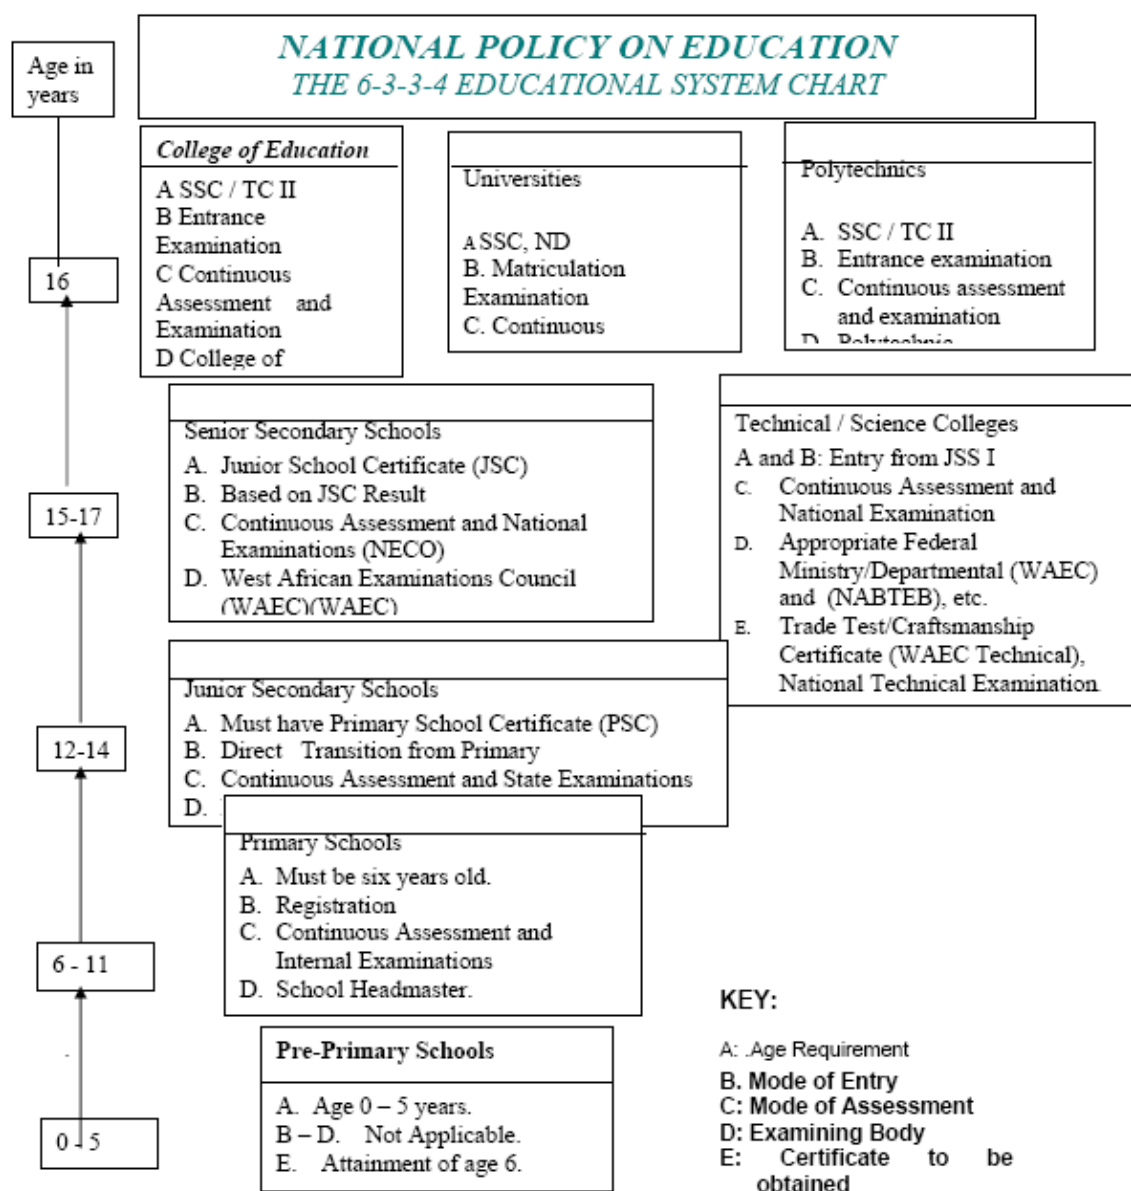 Age in
years
NATIONAL POLICY ON EDUCATION
THE 6-3-3-4 EDUCATIONAL SYSTEM CHART
College of Education
A SSC / TC II
B Entrance
Examination
C Continuous
Assessment and
Examination
D College of
Universities
A SSC, ND
B. Matriculation
Examination
C. Continuous
Polytechnics
A. SSC / TC II
B. Entrance examination
C. Continuous assessment
and examination
D. Polytechnic
16
Senior Secondary Schools
A. Junior School Certificate (JSC)
B. Based on JSC Result
C. Continuous Assessment and National
Examinations (NECO)
D. West African Examinations Council
(WAEC)(WAEC)
Technical / Science Colleges
A and B: Entry from JSS I
C. Continuous Assessment and
National Examination
D. Appropriate Federal
Ministry/Departmental (WAEC)
and (NABTEB), etc.
E. Trade Test/Craftsmanship
Certificate (WAEC Technical),
National Technical Examination
15-17
Junior Secondary Schools
A. Must have Primary School Certificate (PSC)
B. Direct Transition from Primary
C. Continuous Assessment and State Examinations
D.
12-14
Primary Schools
A. Must be six years old.
B. Registration
C. Continuous Assessment and
Internal Examinations
D. School Headmaster.
6 - 11
Pre-Primary Schools
A. Age 0 – 5 years.
B – D. Not Applicable.
E. Attainment of age 6.
0 - 5
KEY:
A: .Age Requirement
B. Mode of Entry
C: Mode of Assessment
D: Examining Body
E: Certificate to be
obtained